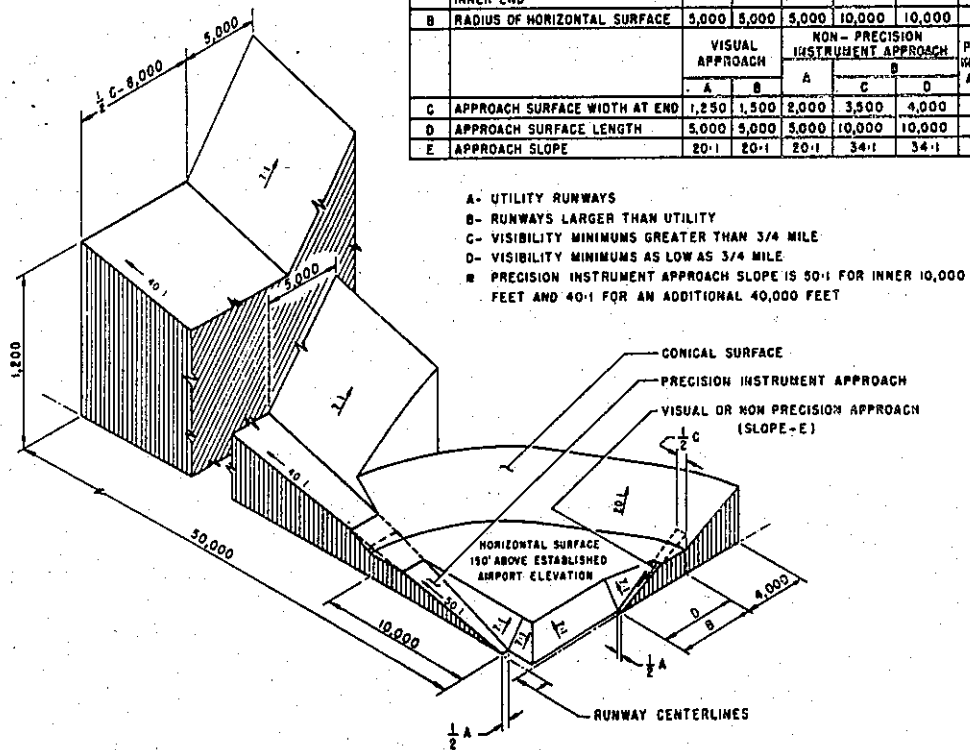 INNER END
B RADIUS OF HORIZONTAL SURFACE 5,000 5,000 5,000 10,000 10,000
VISUAL APPROACH
NON-PRECISION INSTRUMENT APPROACH
A B A B
C D
C APPROACH SURFACE WIDTH AT END 1,250 1,500 2,000 3,500 4,000
D APPROACH SURFACE LENGTH 5,000 5,000 5,000 10,000 10,000
E APPROACH SLOPE 20:1 20:1 20:1 34:1 34:1
A- UTILITY RUNWAYS
B- RUNWAYS LARGER THAN UTILITY
C- VISIBILITY MINIMUMS GREATER THAN 3/4 MILE
D- VISIBILITY MINIMUMS AS LOW AS 3/4 MILE
PRECISION INSTRUMENT APPROACH SLOPE IS 50:1 FOR INNER 10,000
FEET AND 40:1 FOR AN ADDITIONAL 40,000 FEET
5,000
1/2 C-8,000
7:1
40:1
5,000
1,200
7:1
40:1
CONICAL SURFACE
PRECISION INSTRUMENT APPROACH
VISUAL OR NON PRECISION APPROACH
(SLOPE-E)
1/2 C
20:1
HORIZONTAL SURFACE
150' ABOVE ESTABLISHED
AIRPORT ELEVATION
50,000
50:1
7:1
7:1
7:1
7:1
10,000
D
B
4,000
1/2 A
RUNWAY CENTERLINES
1/2 A